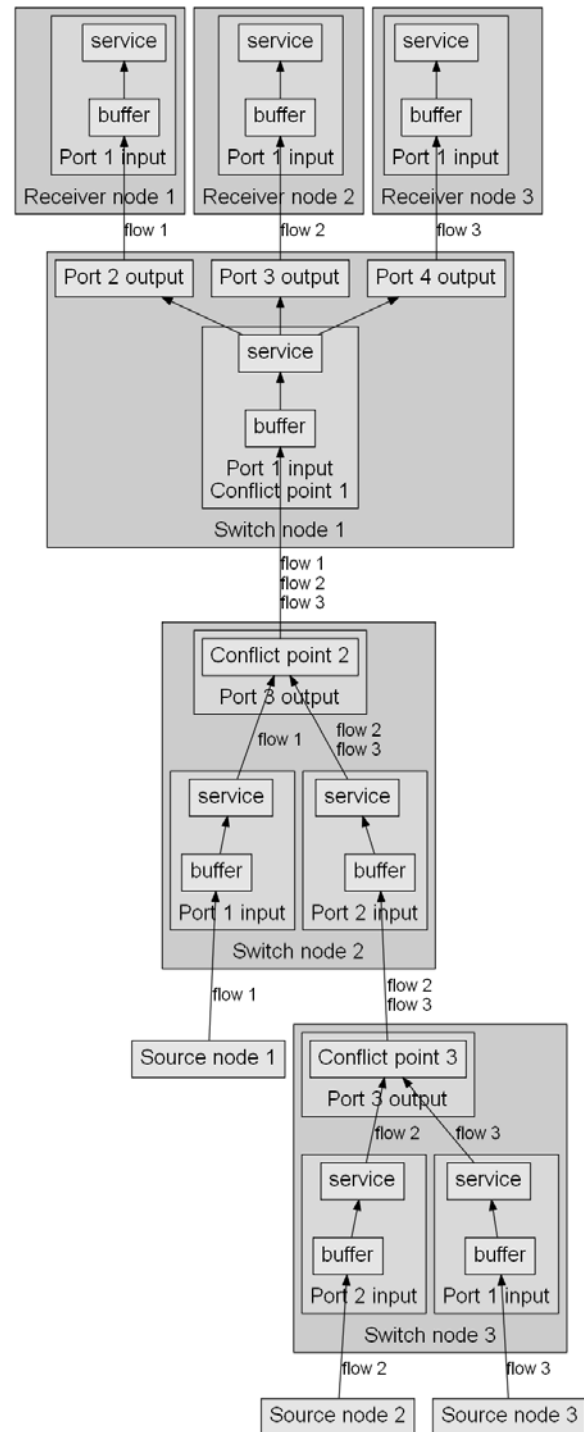 service
service
service
buffer
buffer
buffer
Port 1 input
Port 1 input
Port 1 input
Receiver node 1
Receiver node 2
Receiver node 3
flow 1
flow 2
flow 3
Port 2 output
Port 3 output
Port 4 output
service
buffer
Port 1 input
Conflict point 1
Switch node 1
flow 1
flow 2
flow 3
Conflict point 2
Port 3 output
flow 1
flow 2
flow 3
service
service
buffer
buffer
Port 1 input
Port 2 input
Switch node 2
flow 1
flow 2
flow 3
Source node 1
Conflict point 3
Port 3 output
flow 2
flow 3
service
service
buffer
buffer
Port 2 input
Port 1 input
Switch node 3
flow 2
flow 3
Source node 2
Source node 3